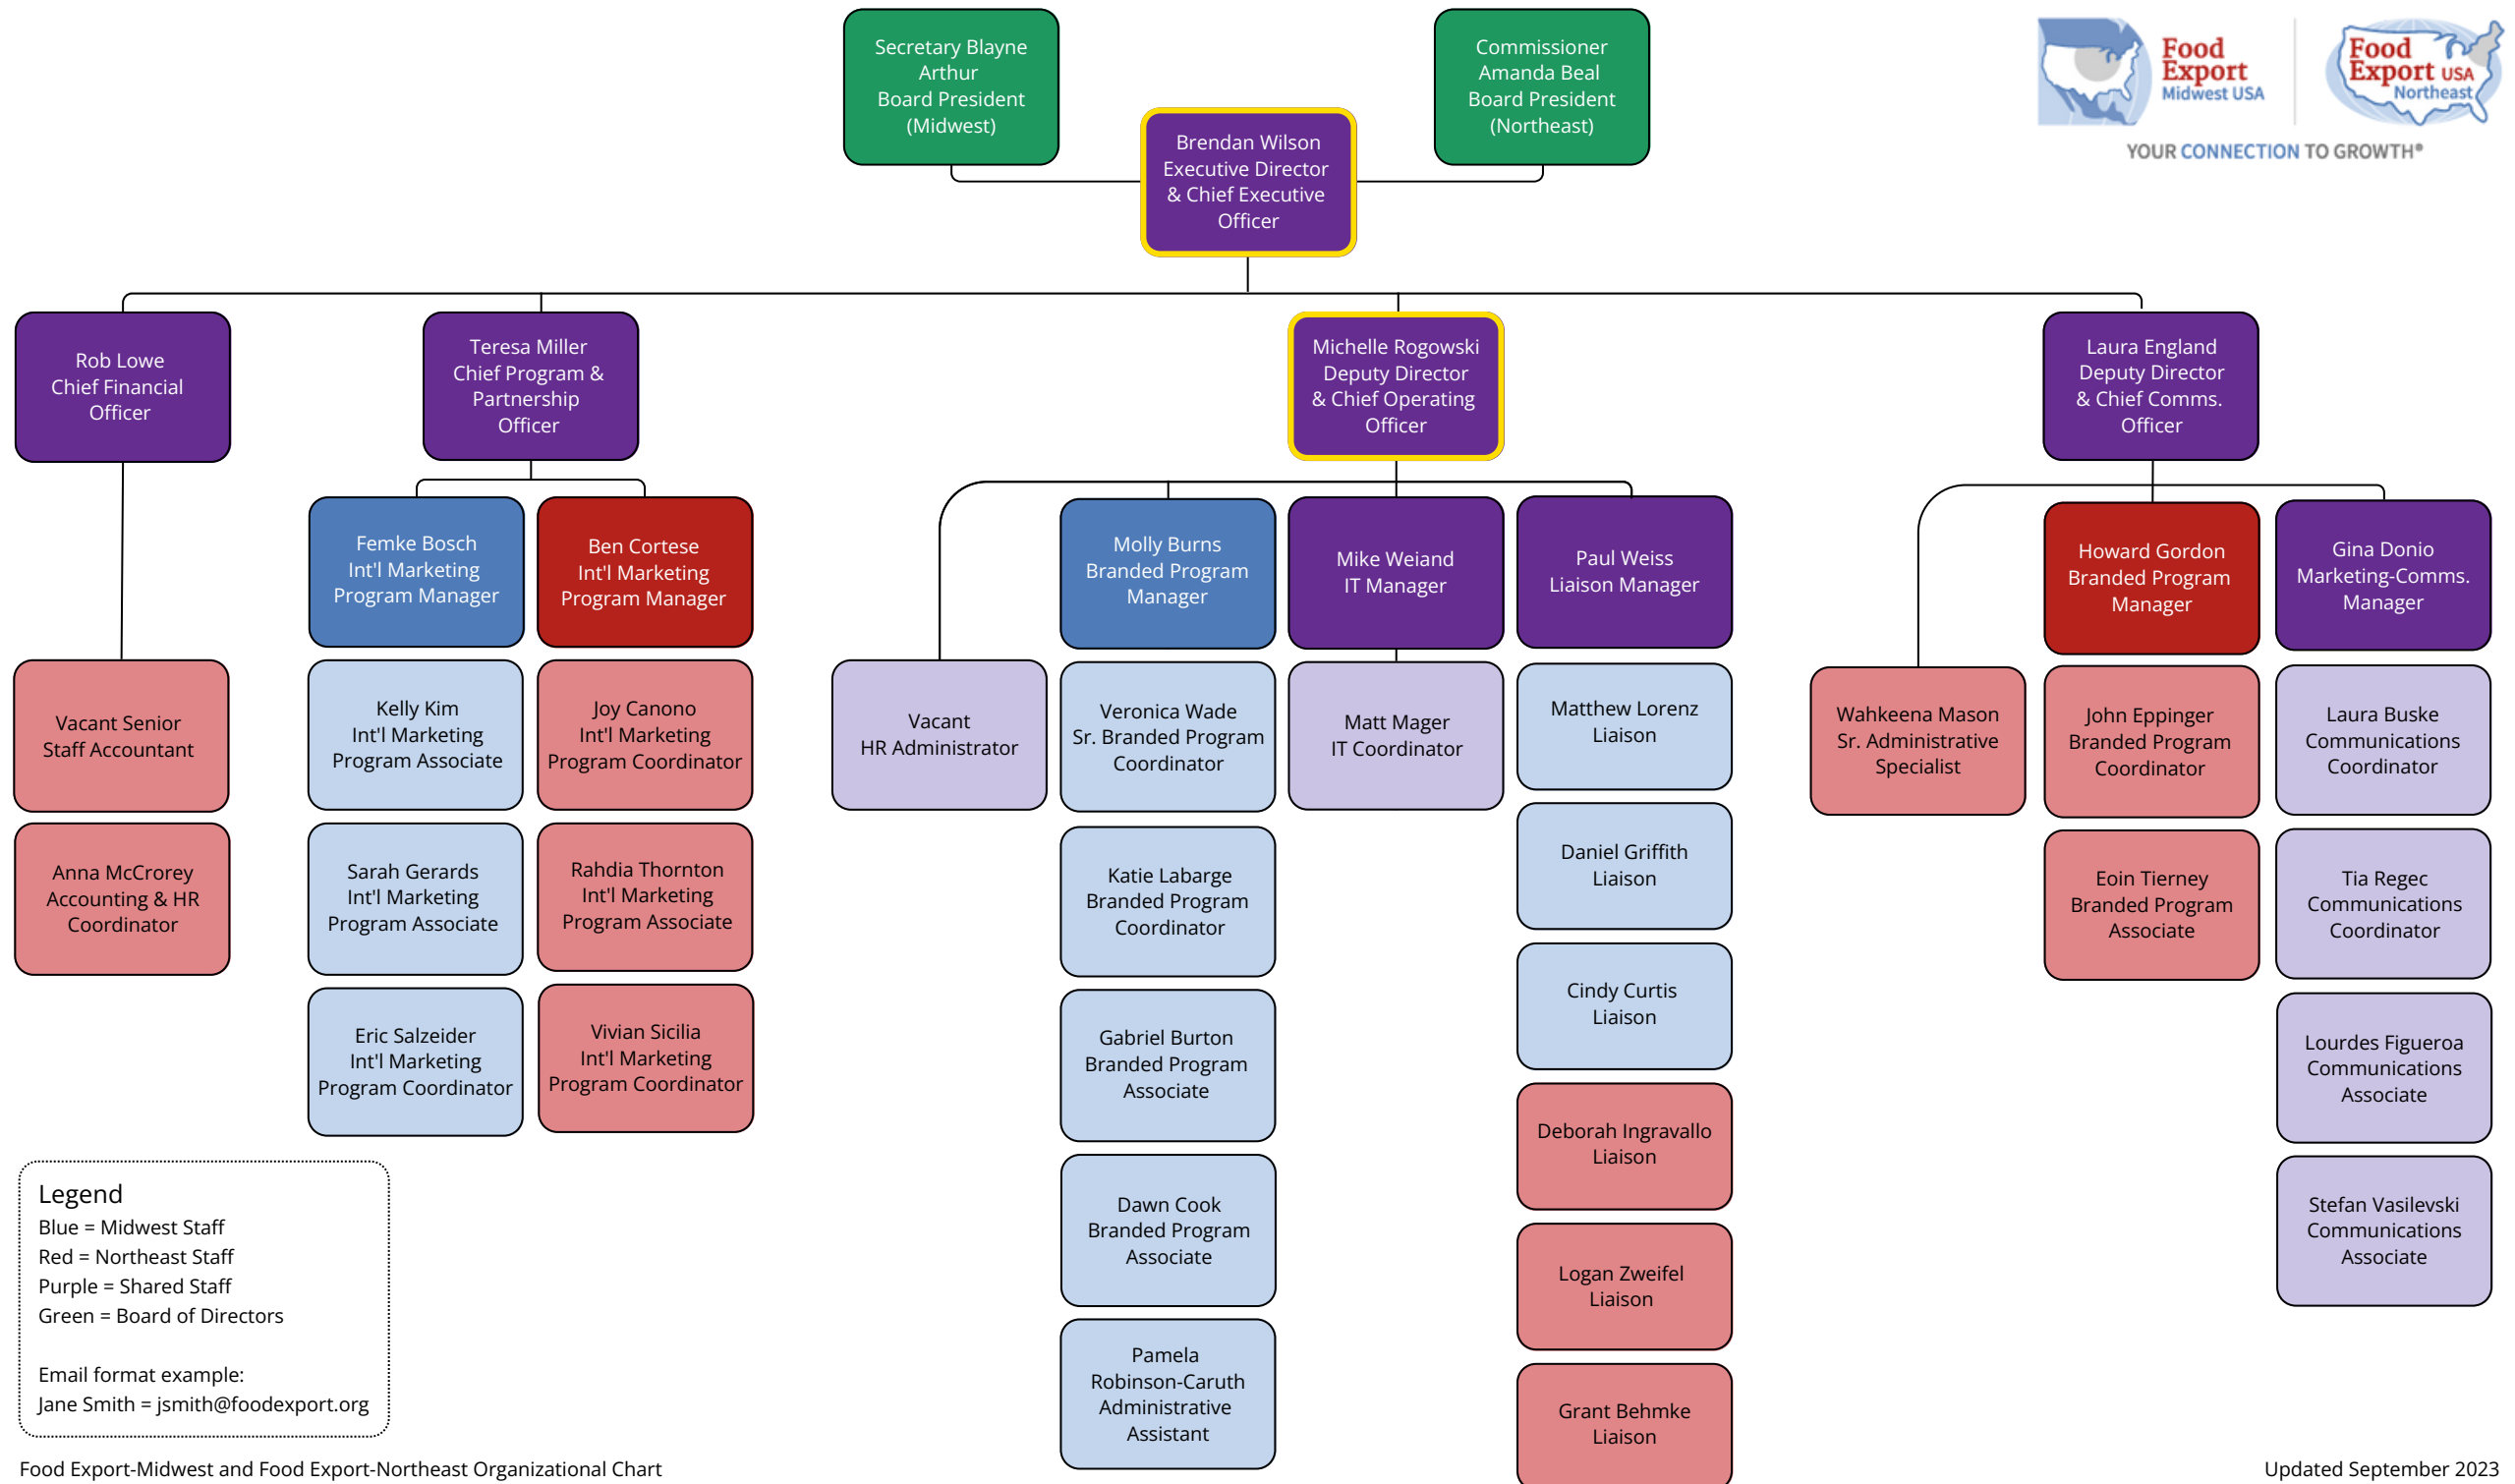 Secretary Blayne
Arthur
Board President
(Midwest)
Commissioner
Amanda Beal
Board President
(Northeast)
Food
Export
Midwest USA
Food
Export USA
Northeast
YOUR CONNECTION TO GROWTH®
Brendan Wilson
Executive Director
& Chief Executive
Officer
Rob Lowe
Chief Financial
Officer
Teresa Miller
Chief Program &
Partnership
Officer
Michelle Rogowski
Deputy Director
& Chief Operating
Officer
Laura England
Deputy Director
& Chief Comms.
Officer
Femke Bosch
Int'l Marketing
Program Manager
Ben Cortese
Int'l Marketing
Program Manager
Molly Burns
Branded Program
Manager
Mike Weiand
IT Manager
Paul Weiss
Liaison Manager
Howard Gordon
Branded Program
Manager
Gina Donio
Marketing-Comms.
Manager
Vacant Senior
Staff Accountant
Kelly Kim
Int'l Marketing
Program Associate
Joy Canono
Int'l Marketing
Program Coordinator
Vacant
HR Administrator
Veronica Wade
Sr. Branded Program
Coordinator
Matt Mager
IT Coordinator
Matthew Lorenz
Liaison
Wahkeena Mason
Sr. Administrative
Specialist
John Eppinger
Branded Program
Coordinator
Laura Buske
Communications
Coordinator
Anna McCrorey
Accounting & HR
Coordinator
Sarah Gerards
Int'l Marketing
Program Associate
Rahdia Thornton
Int'l Marketing
Program Associate
Katie Labarge
Branded Program
Coordinator
Daniel Griffith
Liaison
Eoin Tierney
Branded Program
Associate
Tia Regec
Communications
Coordinator
Eric Salzeider
Int'l Marketing
Program Coordinator
Vivian Sicilia
Int'l Marketing
Program Coordinator
Gabriel Burton
Branded Program
Associate
Cindy Curtis
Liaison
Lourdes Figueroa
Communications
Associate
Dawn Cook
Branded Program
Associate
Deborah Ingravallo
Liaison
Stefan Vasilevski
Communications
Associate
Logan Zweifel
Liaison
Pamela
Robinson-Caruth
Administrative
Assistant
Grant Behmke
Liaison
Legend
Blue = Midwest Staff
Red = Northeast Staff
Purple = Shared Staff
Green = Board of Directors
Email format example:
Jane Smith = jsmith@foodexport.org
Food Export-Midwest and Food Export-Northeast Organizational Chart
Updated September 2023